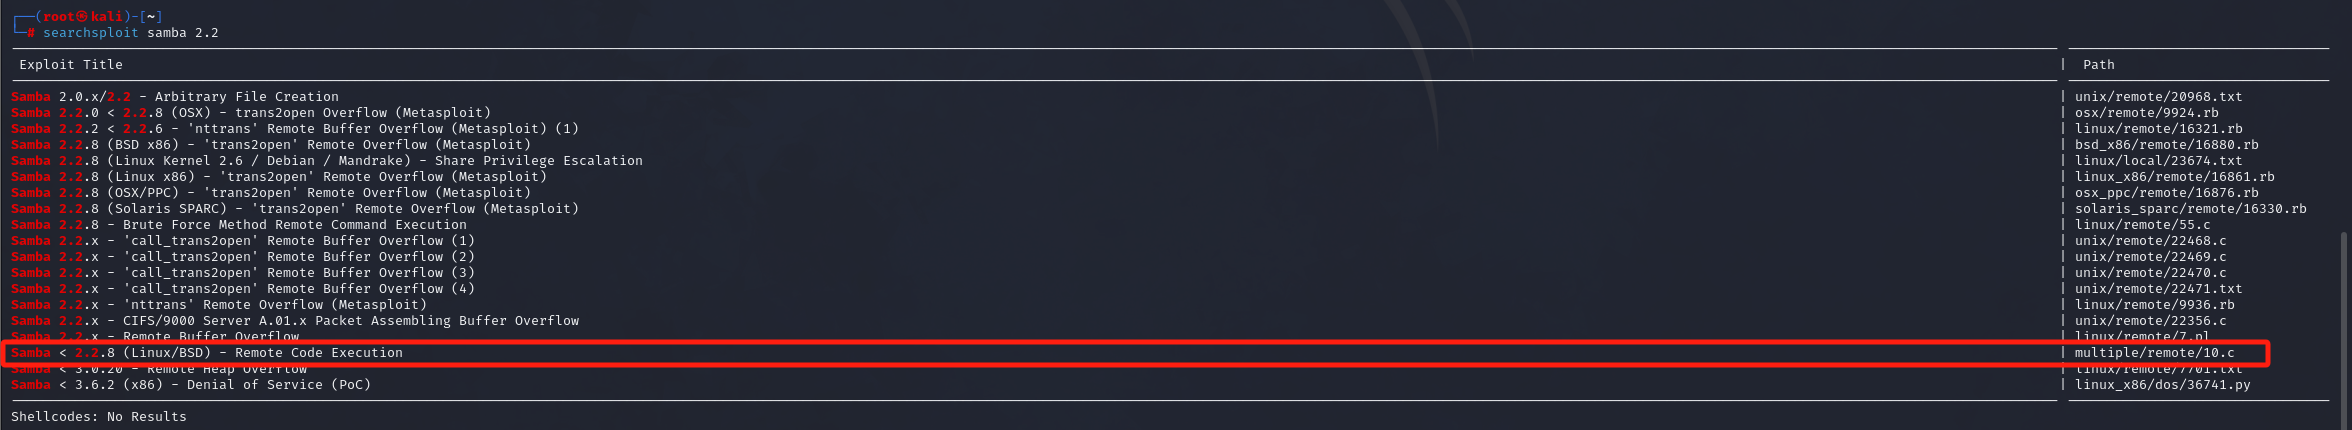 ┌──(root㉿kali)-[~]
└─# searchsploit samba 2.2
Exploit Title | Path
Samba 2.0.x/2.2 - Arbitrary File Creation | unix/remote/20968.txt
Samba 2.2.0 < 2.2.8 (OSX) - trans2open Overflow (Metasploit) | osx/remote/9924.rb
Samba 2.2.2 < 2.2.6 - 'nttrans' Remote Buffer Overflow (Metasploit) (1) | linux/remote/16321.rb
Samba 2.2.8 (BSD x86) - 'trans2open' Remote Overflow (Metasploit) | bsd_x86/remote/16880.rb
Samba 2.2.8 (Linux Kernel 2.6 / Debian / Mandrake) - Share Privilege Escalation | linux/local/23674.txt
Samba 2.2.8 (Linux x86) - 'trans2open' Remote Overflow (Metasploit) | linux_x86/remote/16861.rb
Samba 2.2.8 (OSX/PPC) - 'trans2open' Remote Overflow (Metasploit) | osx_ppc/remote/16876.rb
Samba 2.2.8 (Solaris SPARC) - 'trans2open' Remote Overflow (Metasploit) | solaris_sparc/remote/16330.rb
Samba 2.2.8 - Brute Force Method Remote Command Execution | linux/remote/55.c
Samba 2.2.x - 'call_trans2open' Remote Buffer Overflow (1) | unix/remote/22468.c
Samba 2.2.x - 'call_trans2open' Remote Buffer Overflow (2) | unix/remote/22469.c
Samba 2.2.x - 'call_trans2open' Remote Buffer Overflow (3) | unix/remote/22470.c
Samba 2.2.x - 'call_trans2open' Remote Buffer Overflow (4) | unix/remote/22471.txt
Samba 2.2.x - 'nttrans' Remote Overflow (Metasploit) | linux/remote/9936.rb
Samba 2.2.x - CIFS/9000 Server A.01.x Packet Assembling Buffer Overflow | unix/remote/22356.c
Samba 2.2.x - Remote Buffer Overflow | linux/remote/7.pl
Samba < 2.2.8 (Linux/BSD) - Remote Code Execution | multiple/remote/10.c
Samba < 3.0.20 - Remote Heap Overflow | linux/remote/7701.txt
Samba < 3.6.2 (x86) - Denial of Service (PoC) | linux_x86/dos/36741.py
Shellcodes: No Results